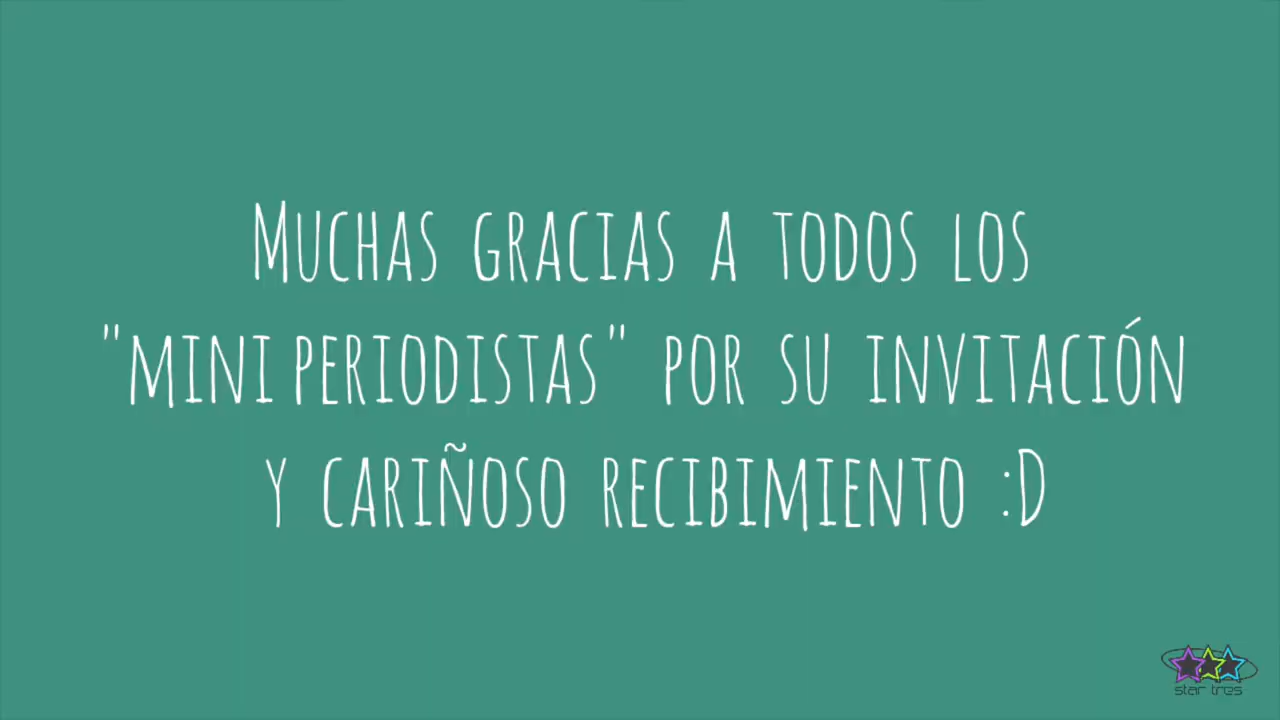 Muchas gracias a todos los
"mini periodistas" por su invitación
y cariñoso recibimiento :D
star tres